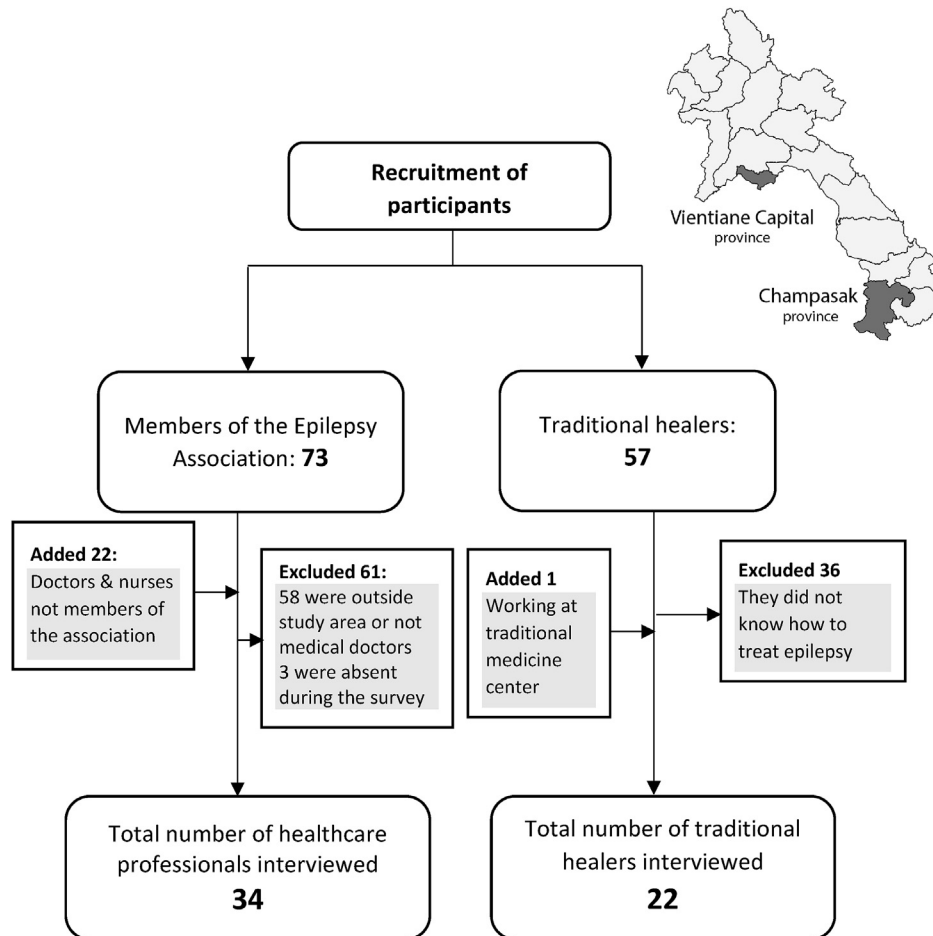 Recruitment of
participants
Vientiane Capital
province
Champasak
province
Members of the Epilepsy
Association: 73
Traditional healers:
57
Added 22:
Doctors & nurses
not members of
the association
Excluded 61:
58 were outside
study area or not
medical doctors
3 were absent
during the survey
Added 1
Working at
traditional
medicine
center
Excluded 36
They did not
know how to
treat epilepsy
Total number of healthcare
professionals interviewed
34
Total number of traditional
healers interviewed
22